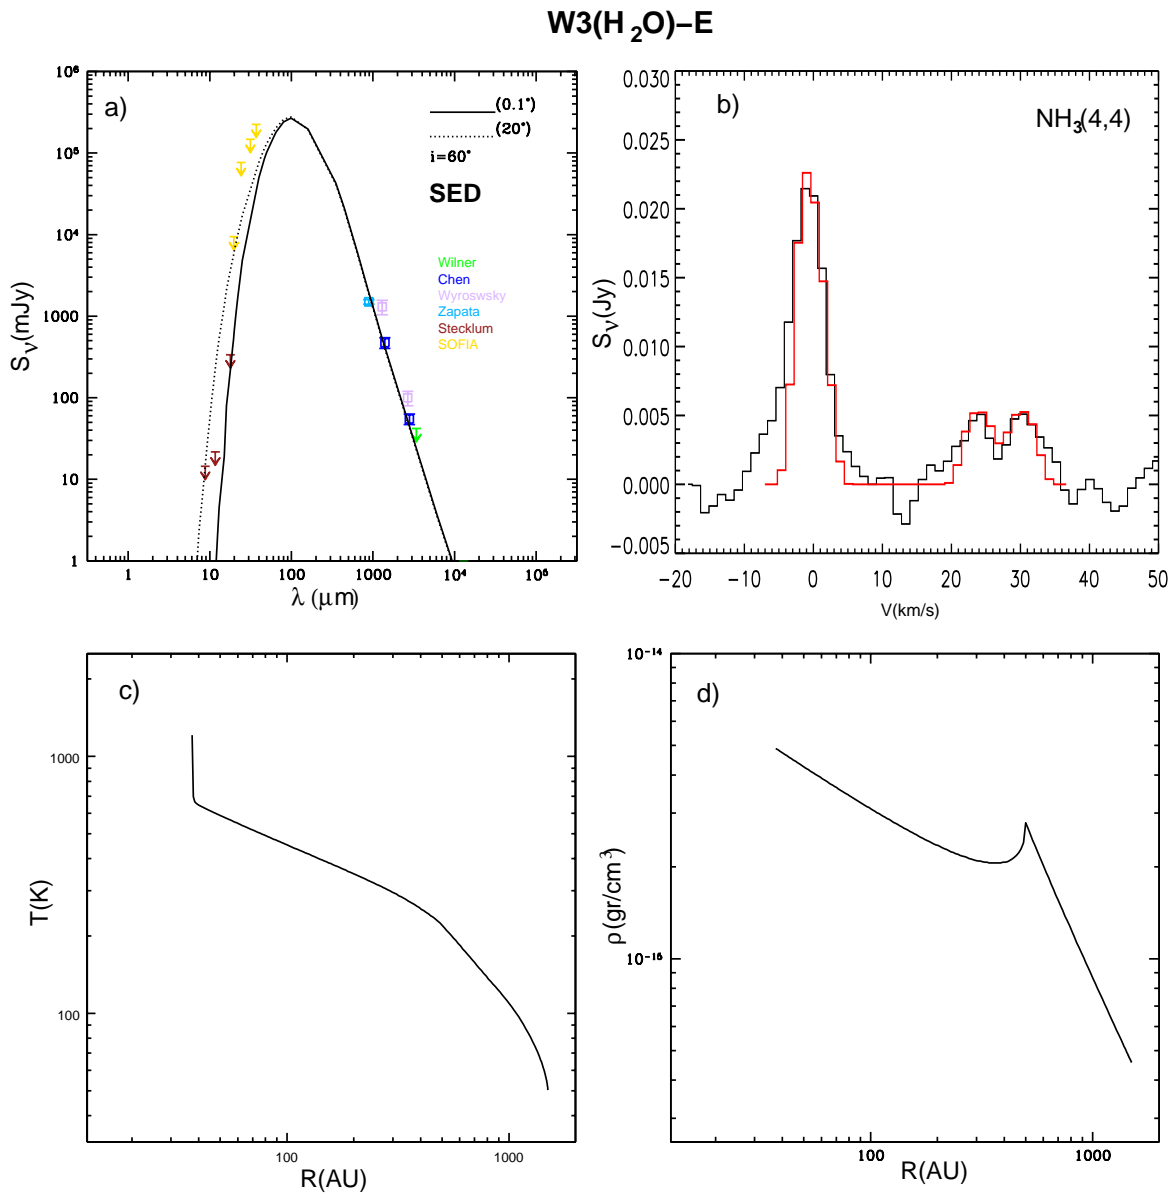 W3(H2O)−E
a)
10⁶
10⁵
10⁴
1000
100
10
1
Sν(mJy)
(0.1°)
(20°)
i=60°
SED
Wilner
Chen
Wyroswsky
Zapata
Stecklum
SOFIA
1 10 100 1000 10⁴ 10⁵
λ (μm)
b)
NH3(4,4)
0.030
0.025
0.020
0.015
0.010
0.005
0.000
−0.005
Sν(Jy)
−20 −10 0 10 20 30 40 50
V(km/s)
c)
1000
100
T(K)
100 1000
R(AU)
d)
10⁻¹⁴
10⁻¹⁵
ρ(gr/cm³)
100 1000
R(AU)